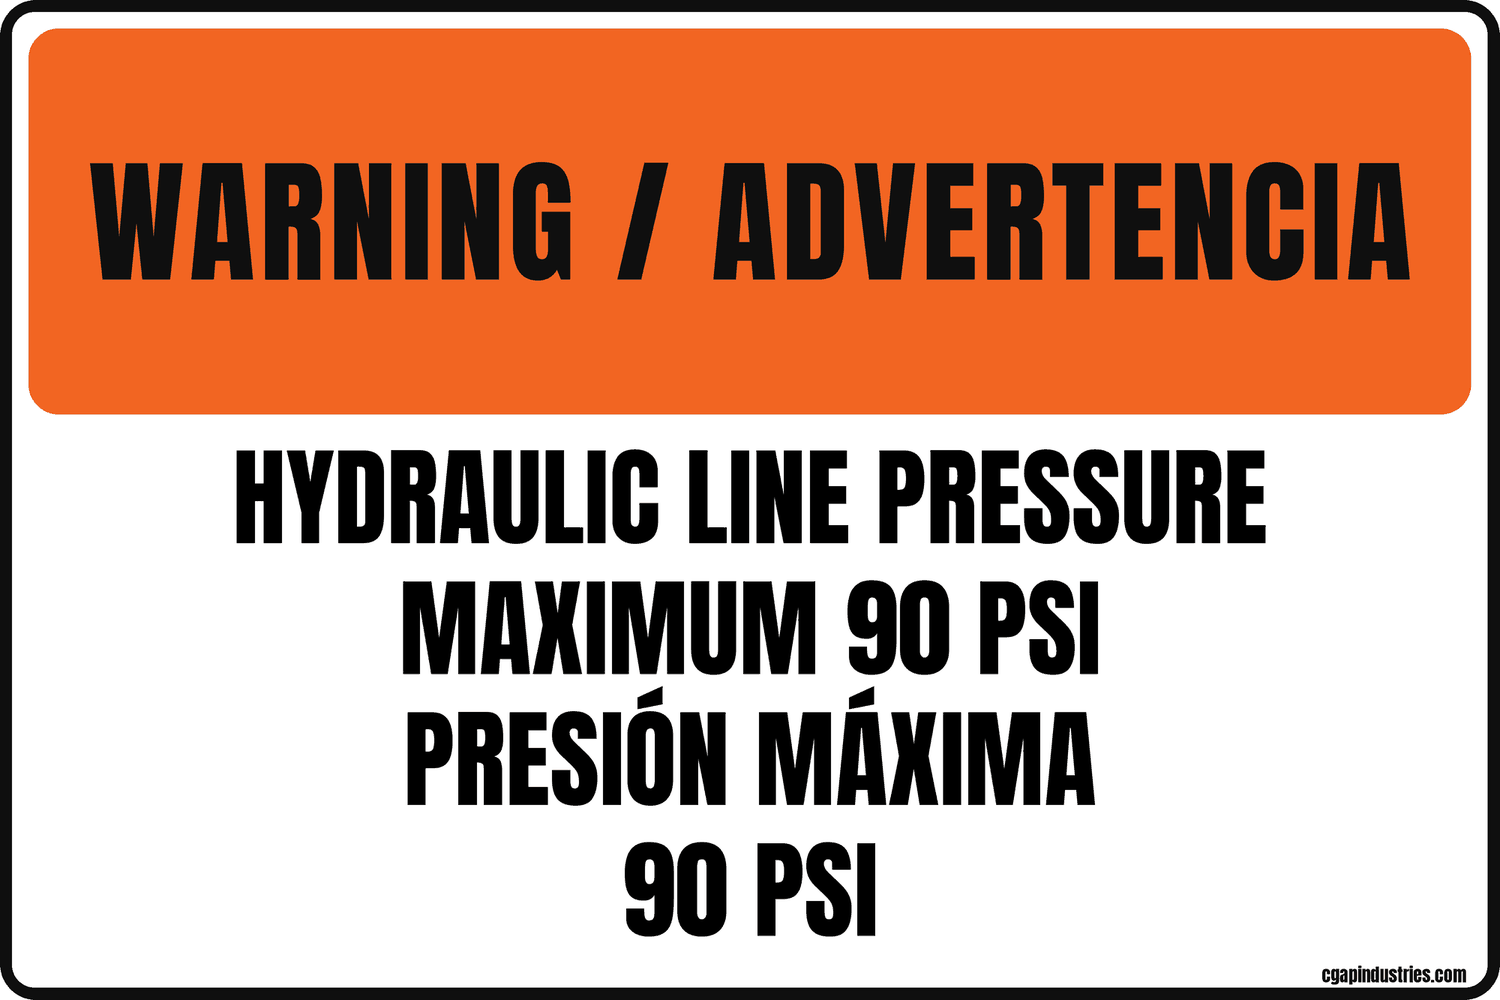 WARNING / ADVERTENCIA
HYDRAULIC LINE PRESSURE
MAXIMUM 90 PSI
PRESIÓN MÁXIMA
90 PSI
cgapindustries.com